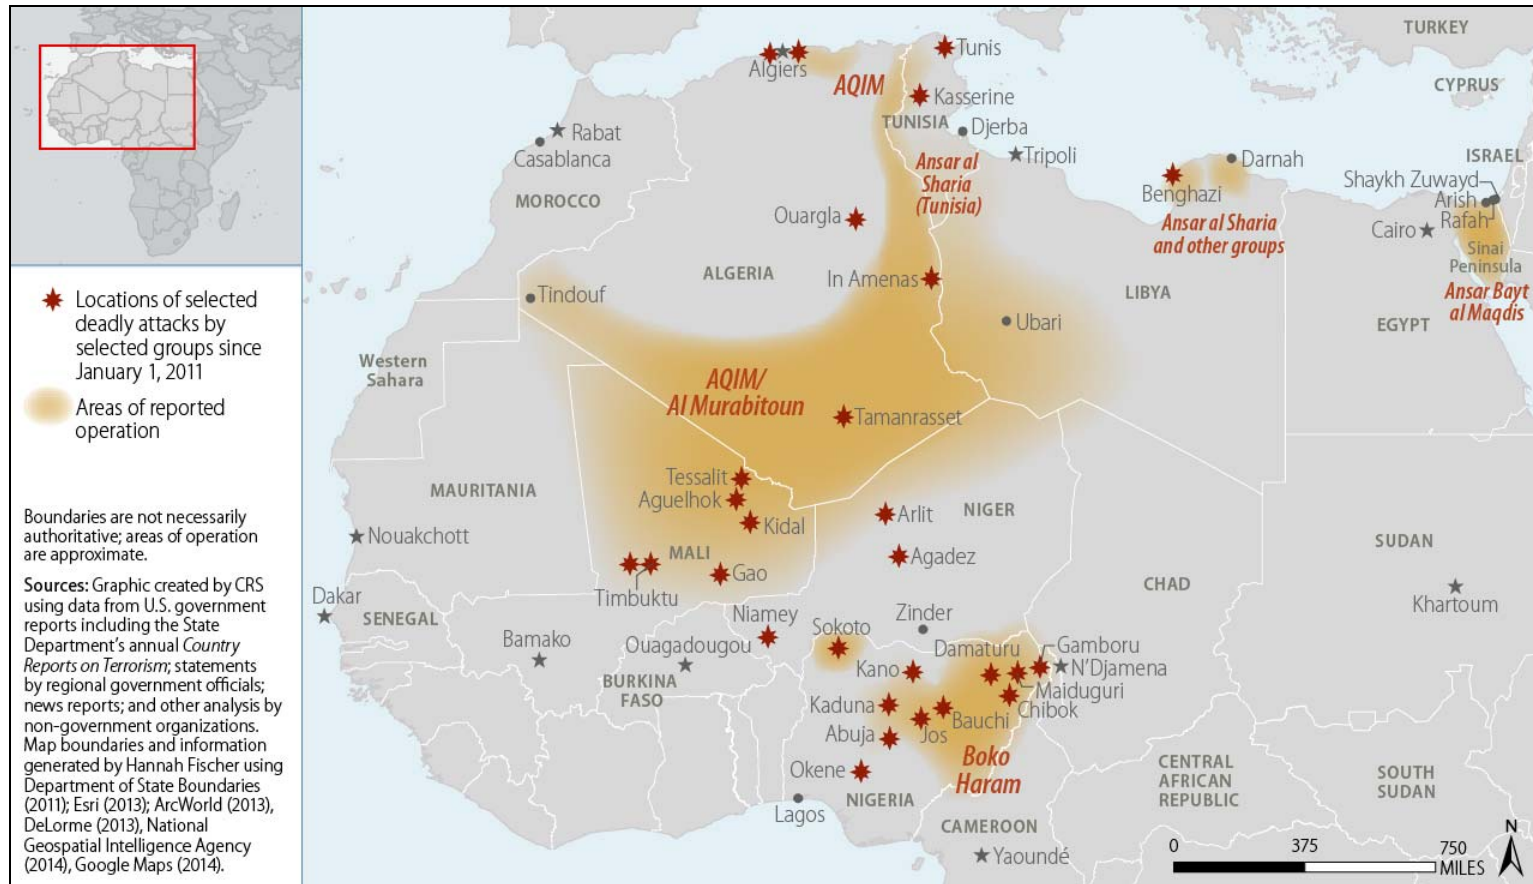 Locations of selected
deadly attacks by
selected groups since
January 1, 2011
Areas of reported
operation
Boundaries are not necessarily
authoritative; areas of operation
are approximate.
Sources: Graphic created by CRS
using data from U.S. government
reports including the State
Department's annual Country
Reports on Terrorism; statements
by regional government officials;
news reports; and other analysis by
non-government organizations.
Map boundaries and information
generated by Hannah Fischer using
Department of State Boundaries
(2011); Esri (2013); ArcWorld (2013),
DeLorme (2013), National
Geospatial Intelligence Agency
(2014), Google Maps (2014).
TURKEY
Tunis
Algiers
AQIM
CYPRUS
Kasserine
TUNISIA
Djerba
Rabat
Casablanca
Tripoli
Darnah
ISRAEL
Ansar al
Sharia
(Tunisia)
Shaykh Zuwayd
Benghazi
Arish
MOROCCO
Ouargla
Ansar al Sharia
and other groups
Cairo
Rafah
Sinai
Peninsula
ALGERIA
In Amenas
LIBYA
Ansar Bayt
al Maqdis
Tindouf
Ubari
EGYPT
Western
Sahara
AQIM/
Al Murabitoun
Tamanrasset
Tessalit
MAURITANIA
Aguelhok
Arlit
NIGER
Kidal
Nouakchott
MALI
Agadez
SUDAN
Gao
CHAD
Timbuktu
Dakar
SENEGAL
Khartoum
Niamey
Zinder
Sokoto
Bamako
Ouagadougou
Damaturu
Gamboru
N'Djamena
Kano
BURKINA
FASO
Maiduguri
Kaduna
Chibok
Bauchi
Abuja
Jos
Boko
Haram
Okene
CENTRAL
AFRICAN
REPUBLIC
SOUTH
SUDAN
NIGERIA
Lagos
CAMEROON
Yaoundé
N
0 375 750
MILES